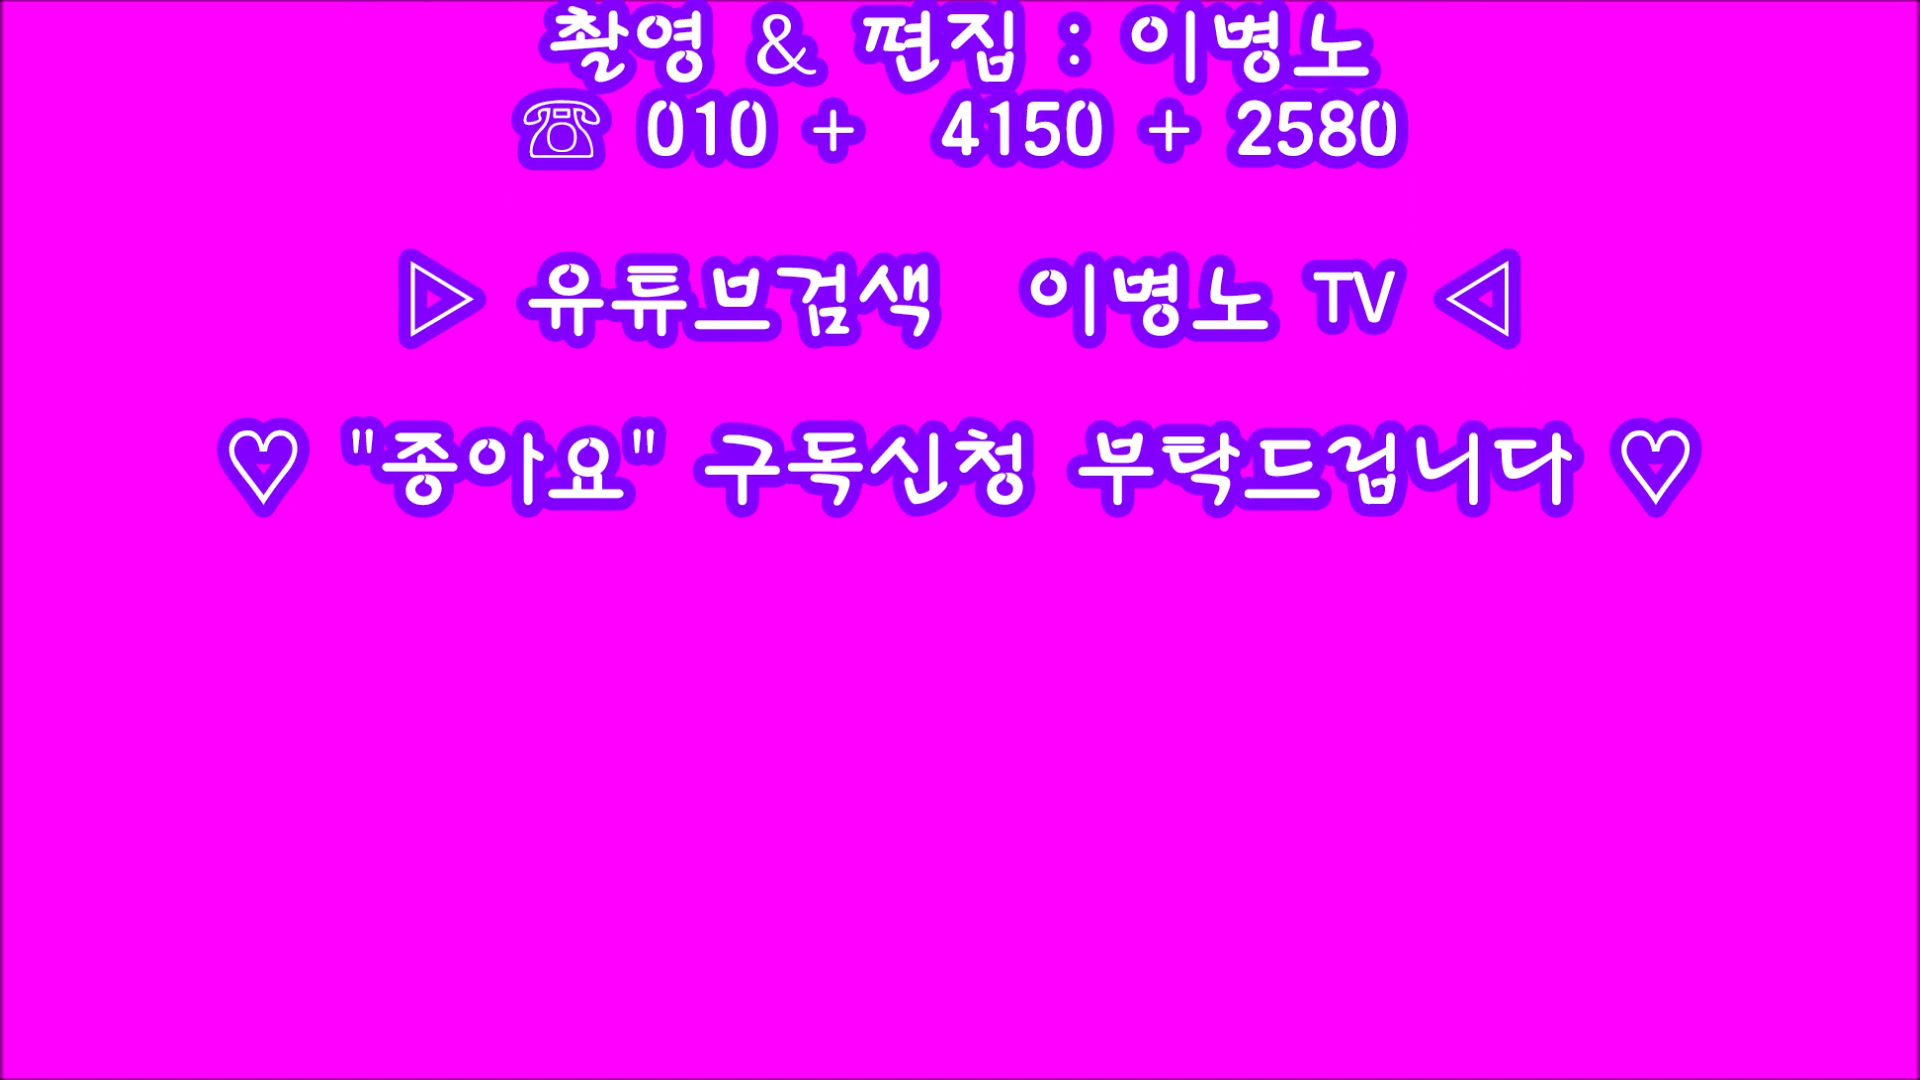 촬영 & 편집 : 이병노
☏ 010 + 4150 + 2580
▷ 유튜브검색 이병노 TV ◁
♡ "종아요" 구독신청 부탁드립니다 ♡